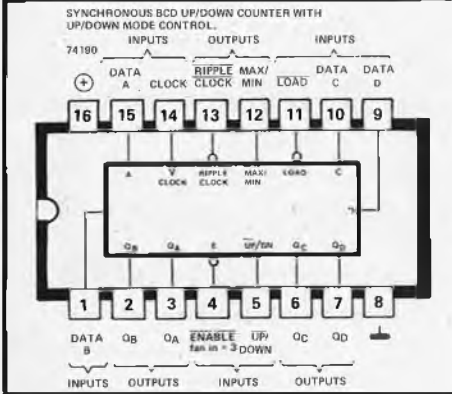 SYNCHRONOUS BCD UP/DOWN COUNTER WITH
UP/DOWN MODE CONTROL.
74190
INPUTS OUTPUTS INPUTS
DATA A CLOCK RIPPLE CLOCK MAX/ MIN LOAD DATA C DATA D
16 15 14 13 12 11 10 9
A CLOCK RIPPLE CLOCK MAX/ MIN LOAD C
QB QA E UP/DN QC QD
1 2 3 4 5 6 7 8
DATA B QB QA ENABLE fan in = 3 UP/ DOWN QC QD
INPUTS OUTPUTS INPUTS OUTPUTS